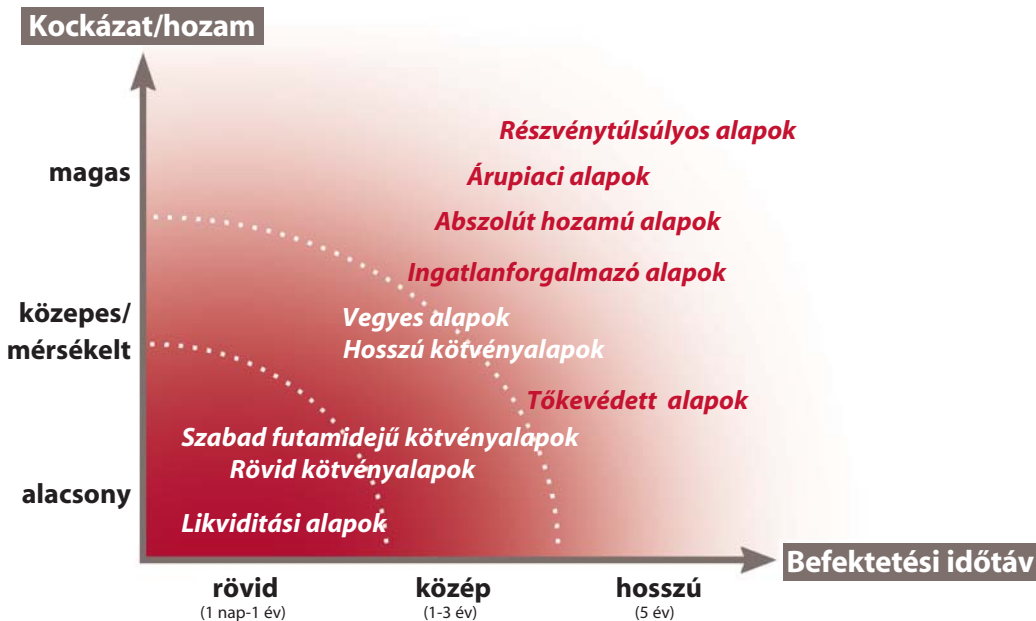 Kockázat/hozam
Részvénytúlsúlyos alapok
magas
Árupiaci alapok
Abszolút hozamú alapok
Ingatlanforgalmazó alapok
közepes/
mérsékelt
Vegyes alapok
Hosszú kötvényalapok
Tőkevédett alapok
Szabad futamidejű kötvényalapok
Rövid kötvényalapok
alacsony
Likviditási alapok
Befektetési időtáv
rövid
(1 nap-1 év)
közép
(1-3 év)
hosszú
(5 év)